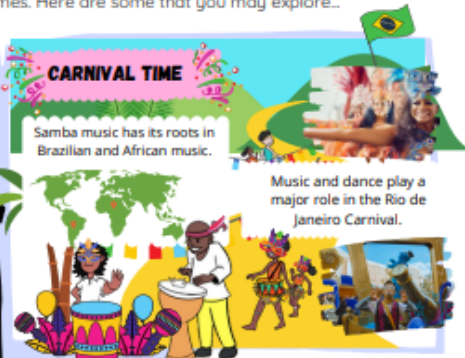 mes. Here are some that you may explore...
CARNIVAL TIME
Samba music has its roots in
Brazilian and African music.
Music and dance play a
major role in the Rio de
Janeiro Carnival.